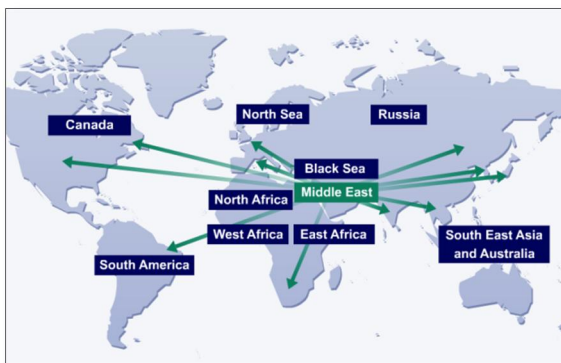 North Sea
Russia
Canada
Black Sea
Middle East
North Africa
West Africa
East Africa
South America
South East Asia
and Australia